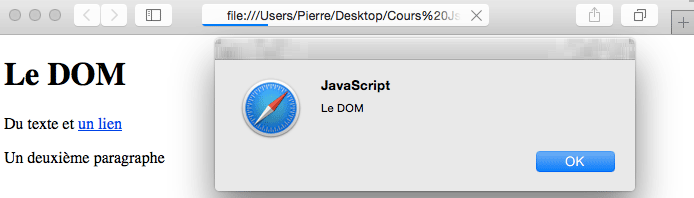 file:///Users/Pierre/Desktop/Cours%20Js
Le DOM
Du texte et un lien
Un deuxième paragraphe
JavaScript
Le DOM
OK